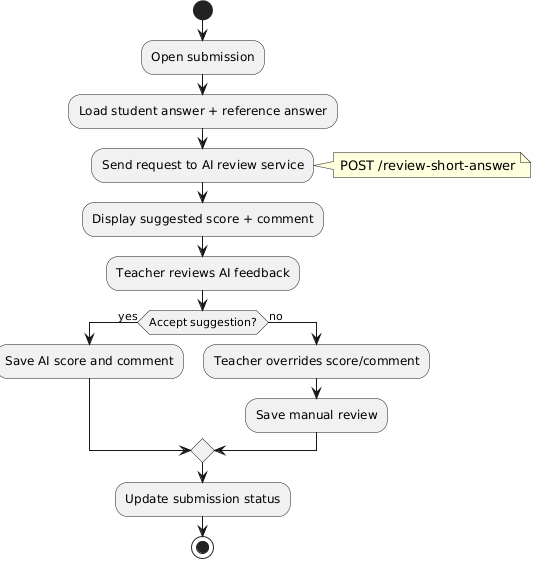 Open submission
Load student answer + reference answer
Send request to AI review service
POST /review-short-answer
Display suggested score + comment
Teacher reviews AI feedback
yes
Accept suggestion?
no
Save AI score and comment
Teacher overrides score/comment
Save manual review
Update submission status